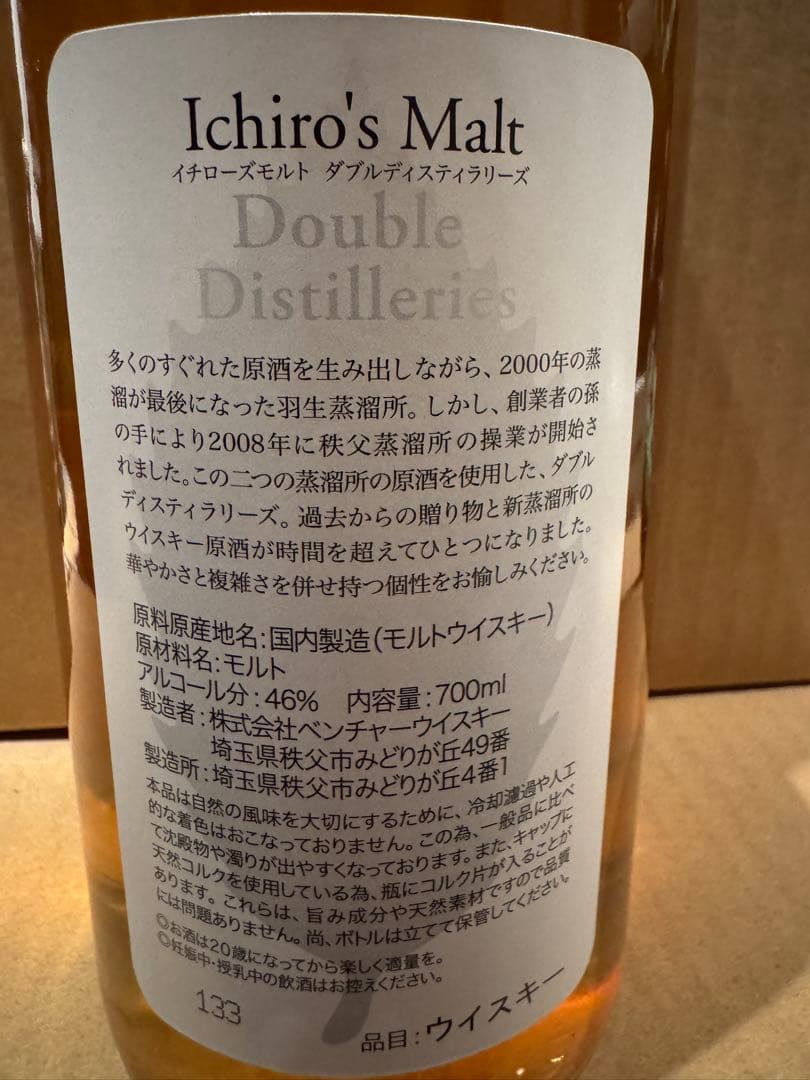 Ichiro's Malt
イチローズモルト ダブルディスティラリーズ
Double
Distilleries
多くのすぐれた原酒を生み出しながら、2000年の蒸
溜が最後になった羽生蒸溜所。しかし、創業者の孫
の手により2008年に秩父蒸溜所の操業が開始さ
れました。この二つの蒸溜所の原酒を使用した、ダブル
ディスティラリーズ。過去からの贈り物と新蒸溜所の
ウイスキー原酒が時間を超えてひとつになりました。
華やかさと複雑さを併せ持つ個性をお愉しみください。
原料原産地名:国内製造(モルトウイスキー)
原材料名:モルト
アルコール分:46% 内容量:700ml
製造者:株式会社ベンチャーウイスキー
埼玉県秩父市みどりが丘49番
製造所:埼玉県秩父市みどりが丘4番1
本品は自然の風味を大切にするために、冷却濾過や人工
的な着色はおこなっておりません。この為、一般品に比べ
て沈殿物や濁りが出やすくなっております。また、キャップに
天然コルクを使用している為、瓶にコルク片が入ることが
あります。これらは、旨み成分や天然素材ですので品質
には問題ありません。尚、ボトルは立てて保管してください。
◎お酒は20歳になってから楽しく適量を。
◎妊娠中・授乳中の飲酒はお控えください。
133
品目:ウイスキー